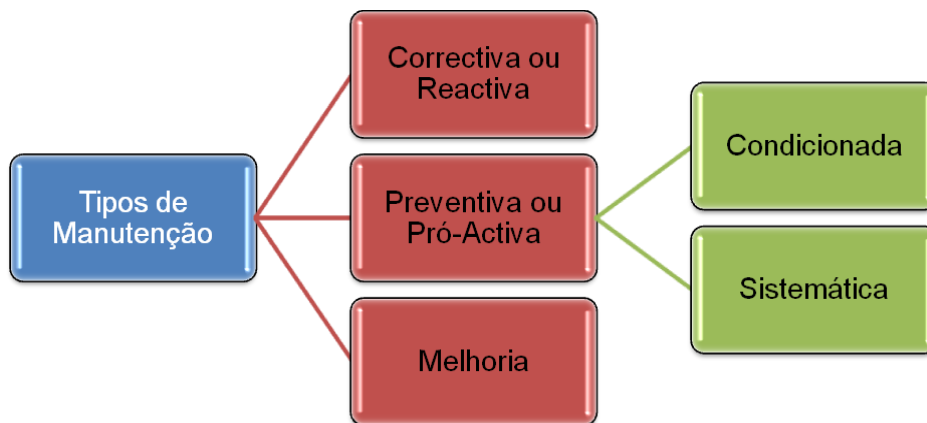 Tipos de
Manutenção
Correctiva ou
Reactiva
Preventiva ou
Pró-Activa
Melhoria
Condicionada
Sistemática